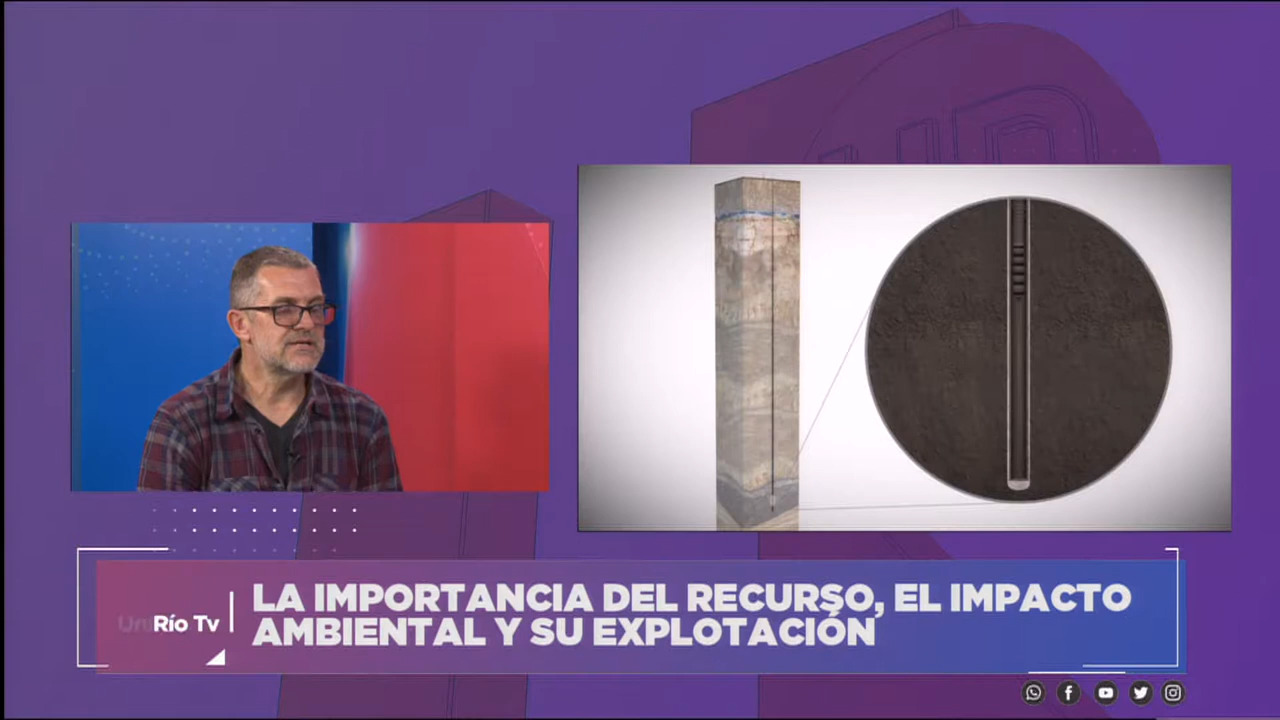 Río Tv
LA IMPORTANCIA DEL RECURSO, EL IMPACTO
AMBIENTAL Y SU EXPLOTACIÓN